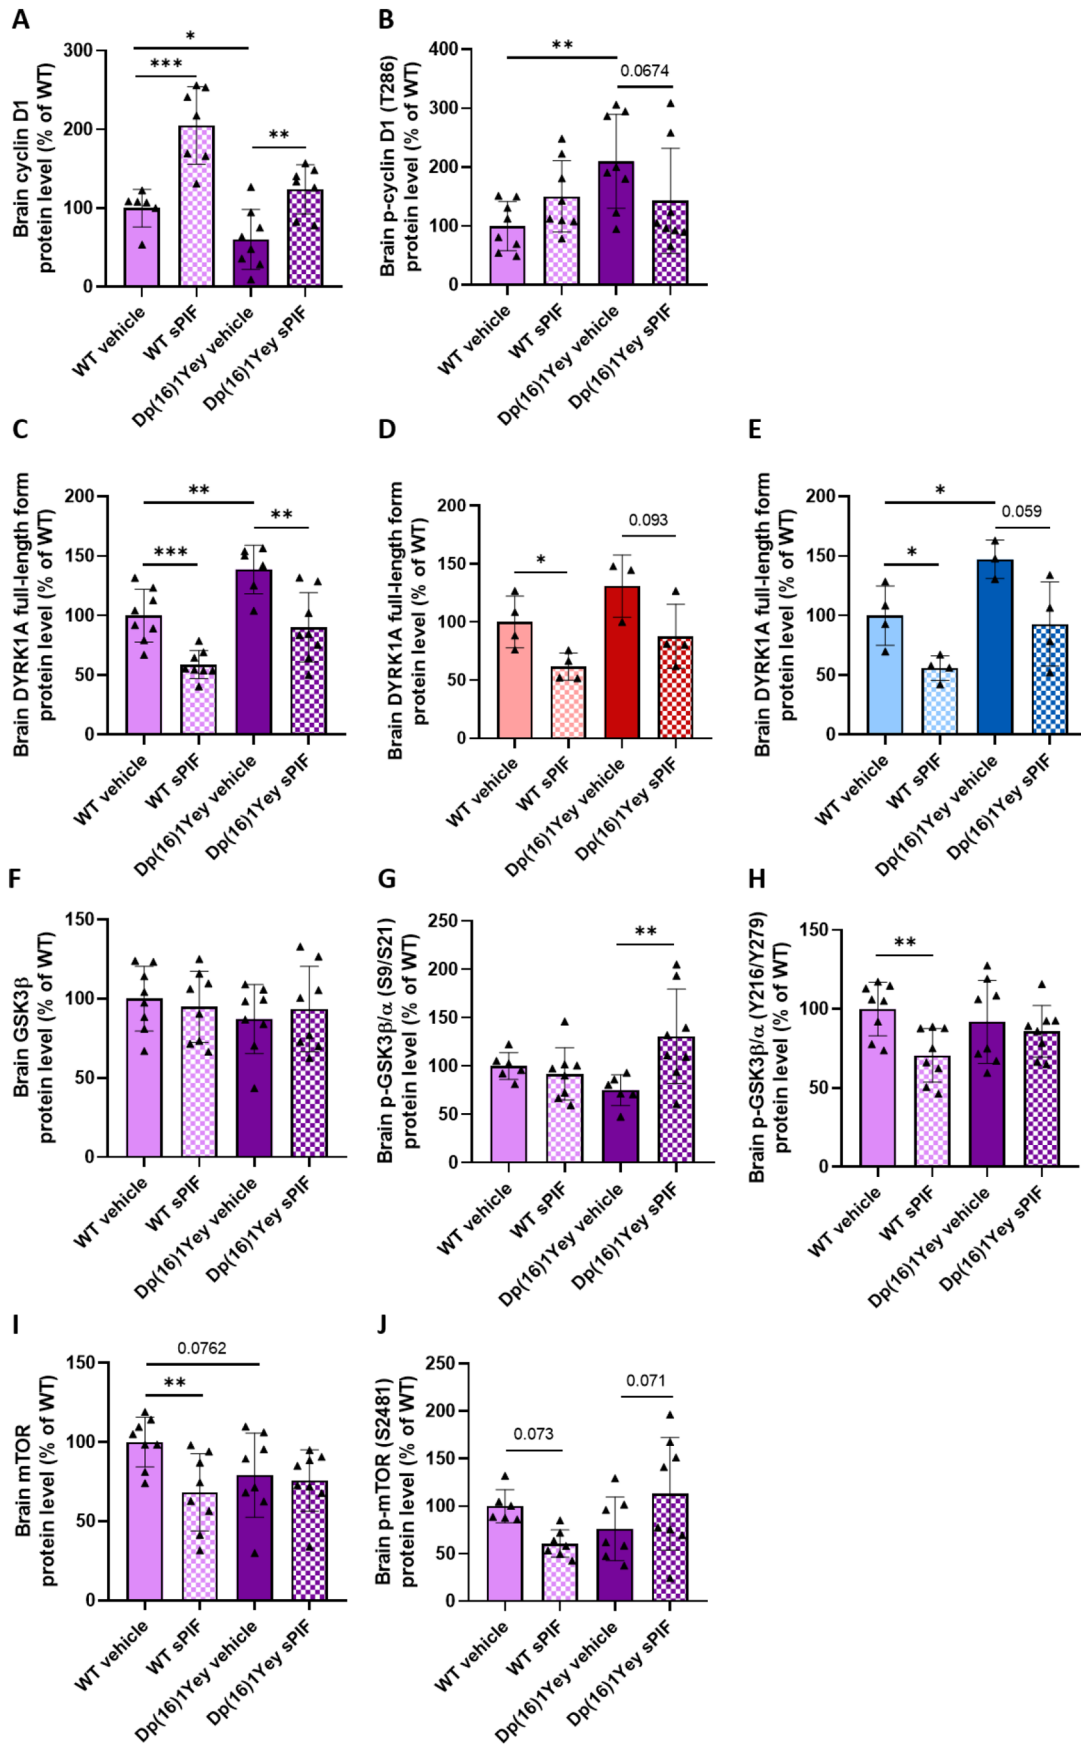 A
Brain cyclin D1
protein level (% of WT)
300
200
100
0
*
***
**
WT vehicle
WT sPIF
Dp(16)1Yey vehicle
Dp(16)1Yey sPIF
B
Brain p-cyclin D1 (T286)
protein level (% of WT)
400
300
200
100
0
**
0.0674
WT vehicle
WT sPIF
Dp(16)1Yey vehicle
Dp(16)1Yey sPIF
C
Brain DYRK1A full-length form
protein level (% of WT)
200
150
100
50
0
**
**
***
WT vehicle
WT sPIF
Dp(16)1Yey vehicle
Dp(16)1Yey sPIF
D
Brain DYRK1A full-length form
protein level (% of WT)
200
150
100
50
0
0.093
*
WT vehicle
WT sPIF
Dp(16)1Yey vehicle
Dp(16)1Yey sPIF
E
Brain DYRK1A full-length form
protein level (% of WT)
200
150
100
50
0
*
0.059
*
WT vehicle
WT sPIF
Dp(16)1Yey vehicle
Dp(16)1Yey sPIF
F
Brain GSK3β
protein level (% of WT)
150
100
50
0
WT vehicle
WT sPIF
Dp(16)1Yey vehicle
Dp(16)1Yey sPIF
G
Brain p-GSK3β/α (S9/S21)
protein level (% of WT)
250
200
150
100
50
0
**
WT vehicle
WT sPIF
Dp(16)1Yey vehicle
Dp(16)1Yey sPIF
H
Brain p-GSK3β/α (Y216/Y279)
protein level (% of WT)
150
100
50
0
**
WT vehicle
WT sPIF
Dp(16)1Yey vehicle
Dp(16)1Yey sPIF
I
Brain mTOR
protein level (% of WT)
150
100
50
0
0.0762
**
WT vehicle
WT sPIF
Dp(16)1Yey vehicle
Dp(16)1Yey sPIF
J
Brain p-mTOR (S2481)
protein level (% of WT)
250
200
150
100
50
0
0.071
0.073
WT vehicle
WT sPIF
Dp(16)1Yey vehicle
Dp(16)1Yey sPIF